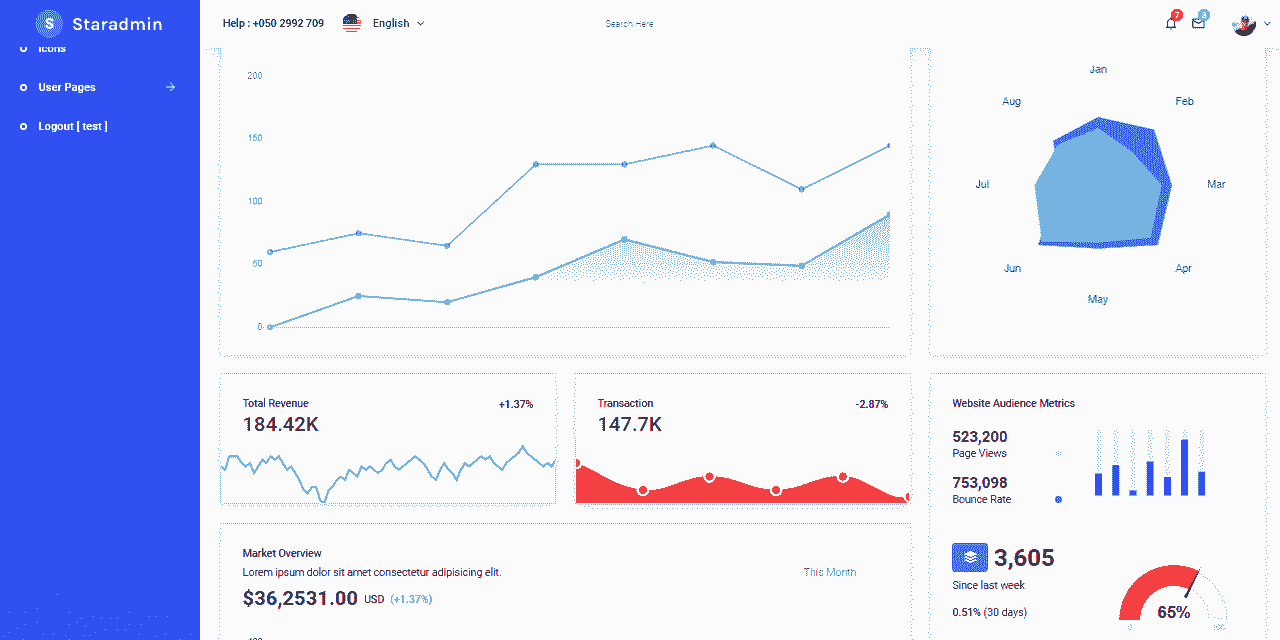 S Staradmin
Help : +050 2992 709
English
Search Here
7
3
Icons
User Pages
Logout [ test ]
200
150
100
50
0
Jan
Feb
Mar
Apr
May
Jun
Jul
Aug
Total Revenue
+1.37%
184.42K
Transaction
-2.87%
147.7K
Website Audience Metrics
523,200
Page Views
753,098
Bounce Rate
Market Overview
Lorem ipsum dolor sit amet consectetur adipisicing elit.
This Month
$36,2531.00 USD (+1.37%)
3,605
Since last week
0.51% (30 days)
65%
0
100